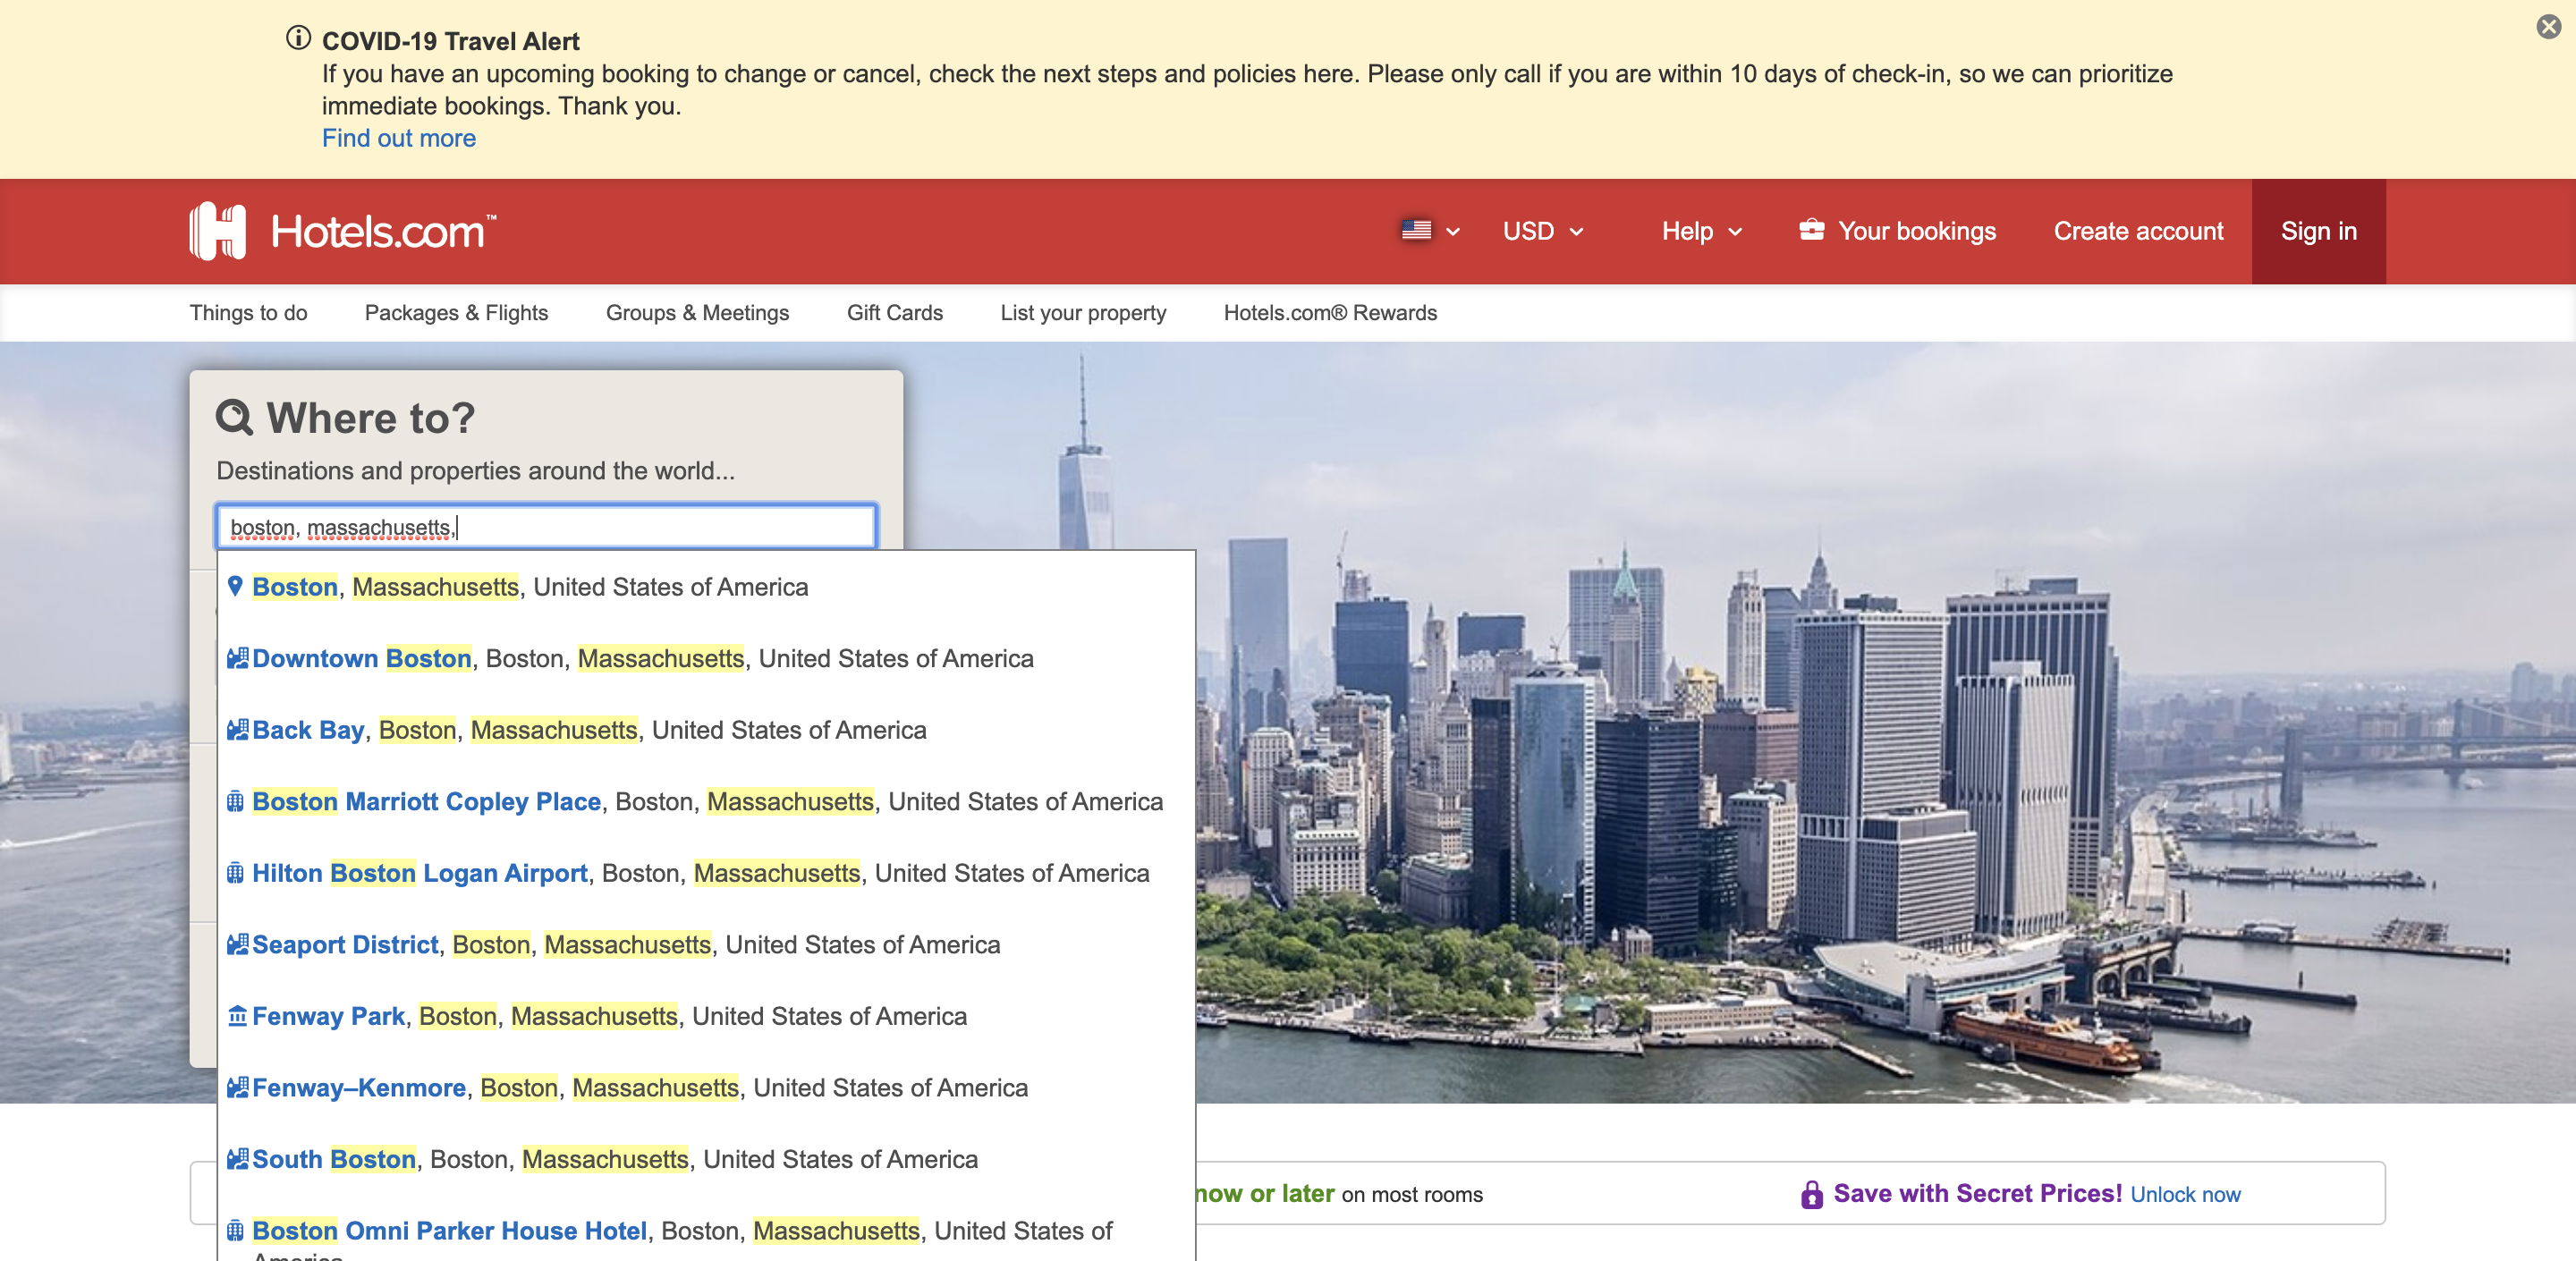 COVID-19 Travel Alert
If you have an upcoming booking to change or cancel, check the next steps and policies here. Please only call if you are within 10 days of check-in, so we can prioritize
immediate bookings. Thank you.
Find out more
Hotels.com™
USD
Help
Your bookings
Create account
Sign in
Things to do
Packages & Flights
Groups & Meetings
Gift Cards
List your property
Hotels.com® Rewards
Where to?
Destinations and properties around the world...
boston, massachusetts,
Boston, Massachusetts, United States of America
Downtown Boston, Boston, Massachusetts, United States of America
Back Bay, Boston, Massachusetts, United States of America
Boston Marriott Copley Place, Boston, Massachusetts, United States of America
Hilton Boston Logan Airport, Boston, Massachusetts, United States of America
Seaport District, Boston, Massachusetts, United States of America
Fenway Park, Boston, Massachusetts, United States of America
Fenway–Kenmore, Boston, Massachusetts, United States of America
South Boston, Boston, Massachusetts, United States of America
Boston Omni Parker House Hotel, Boston, Massachusetts, United States of
America
now or later on most rooms
Save with Secret Prices! Unlock now